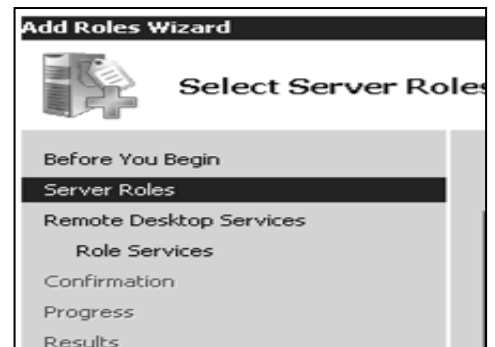 Add Roles Wizard
Select Server Roles
Before You Begin
Server Roles
Remote Desktop Services
Role Services
Confirmation
Progress
Results